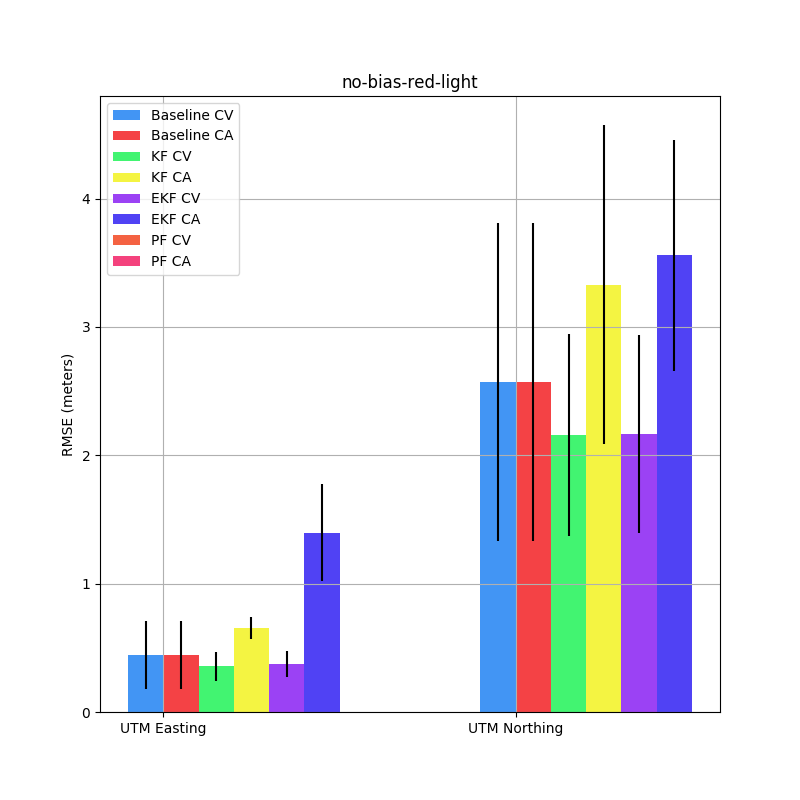 no-bias-red-light
Baseline CV
Baseline CA
KF CV
KF CA
EKF CV
EKF CA
PF CV
PF CA
RMSE (meters)
4
3
2
1
0
UTM Easting
UTM Northing